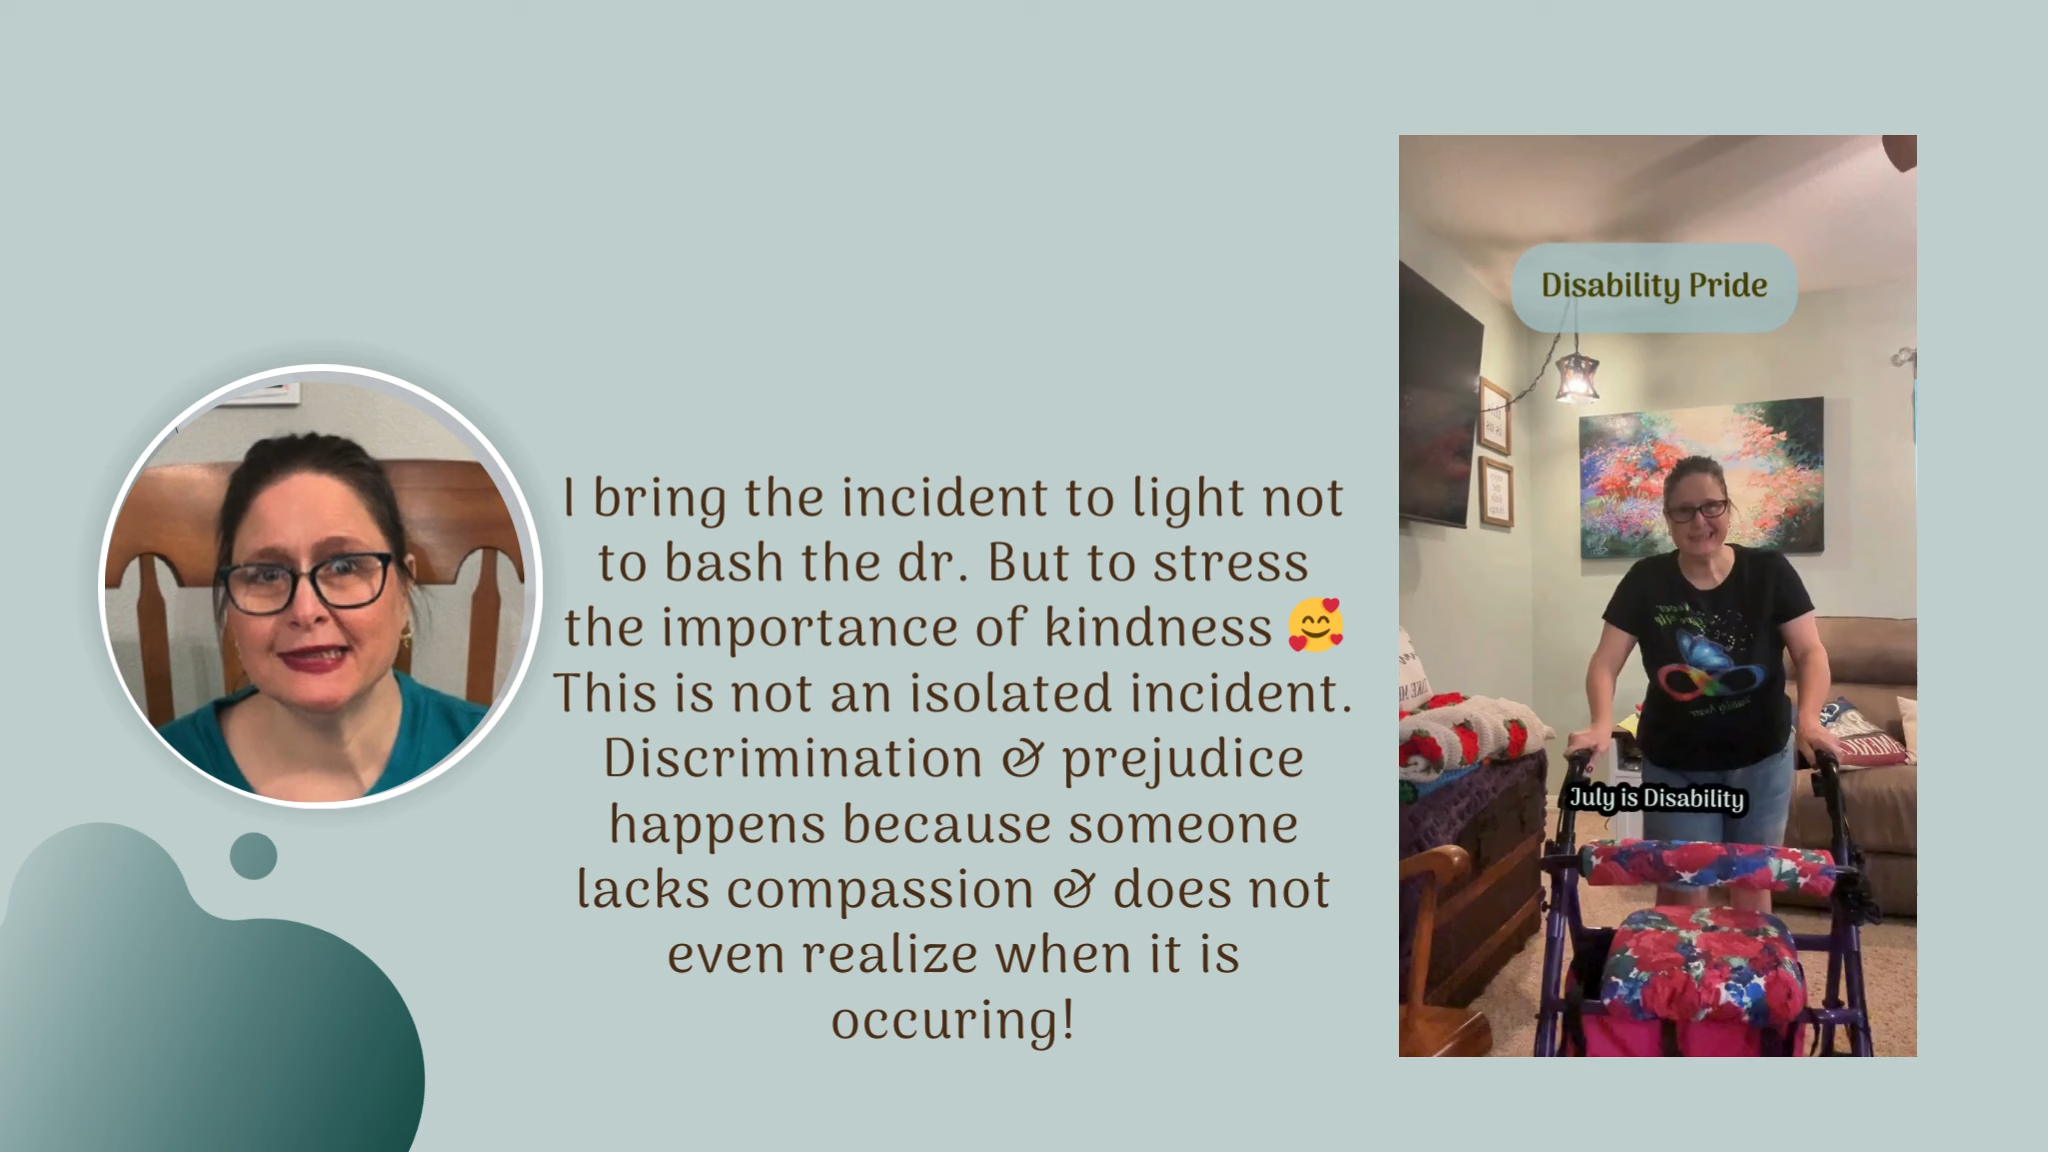 I bring the incident to light not
to bash the dr. But to stress
the importance of kindness 🥰
This is not an isolated incident.
Discrimination & prejudice
happens because someone
lacks compassion & does not
even realize when it is
occuring!
Disability Pride
July is Disability